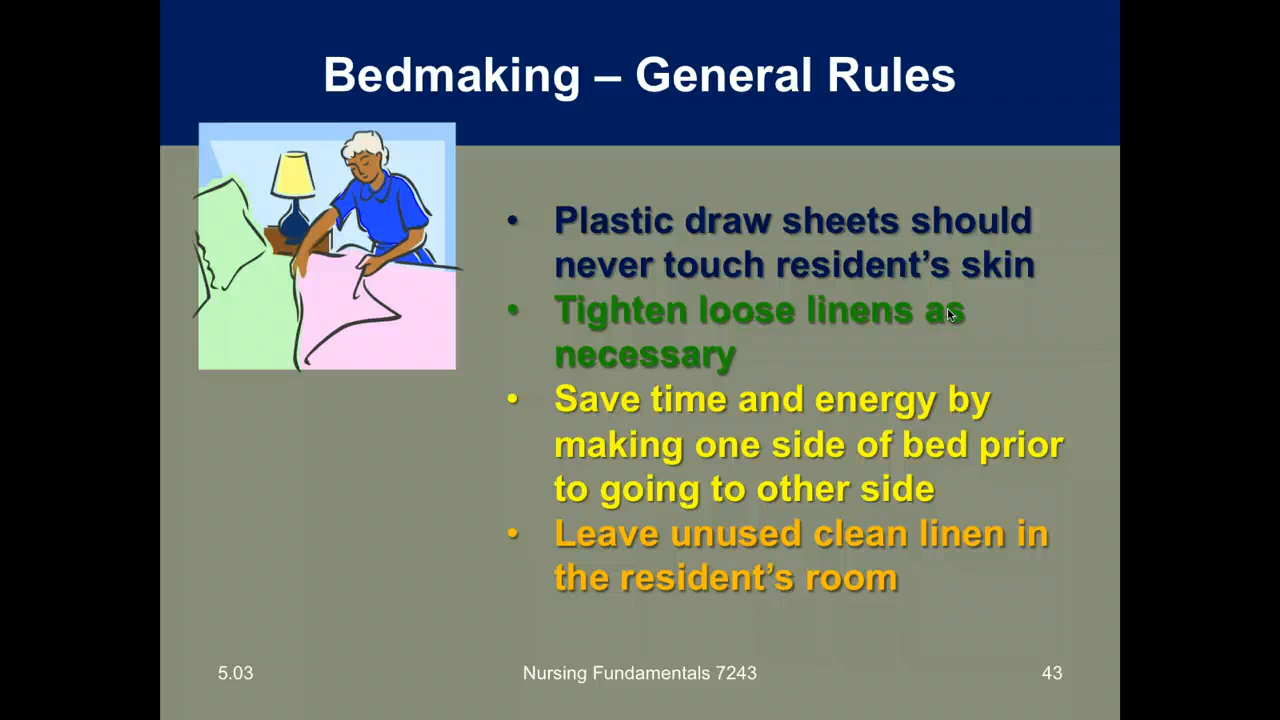 Bedmaking – General Rules
• Plastic draw sheets should
never touch resident’s skin
• Tighten loose linens as
necessary
• Save time and energy by
making one side of bed prior
to going to other side
• Leave unused clean linen in
the resident’s room
5.03
Nursing Fundamentals 7243
43